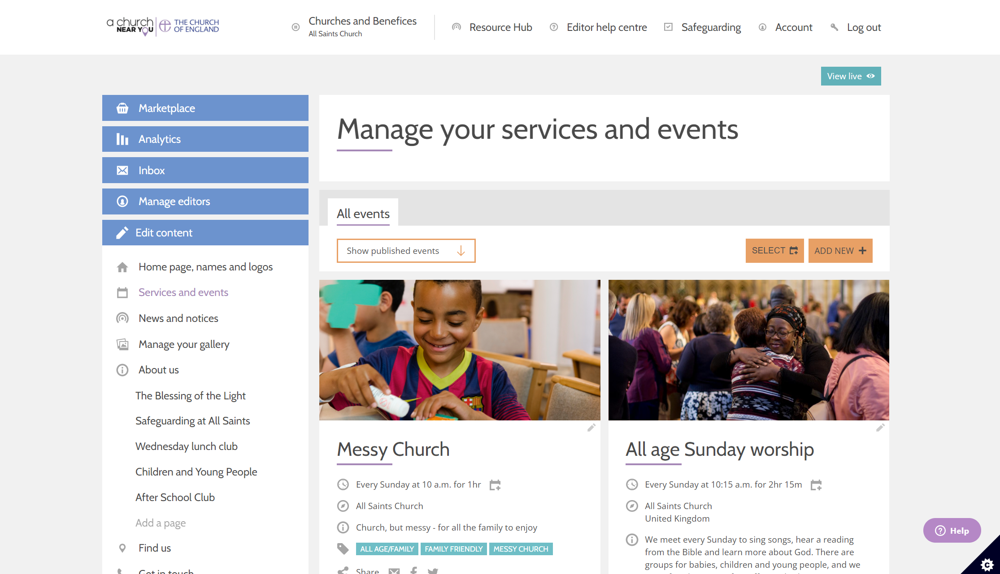 a church
NEAR YOU
THE CHURCH
OF ENGLAND
Churches and Benefices
All Saints Church
Resource Hub
Editor help centre
Safeguarding
Account
Log out
View live
Marketplace
Analytics
Inbox
Manage editors
Edit content
Home page, names and logos
Services and events
News and notices
Manage your gallery
About us
The Blessing of the Light
Safeguarding at All Saints
Wednesday lunch club
Children and Young People
After School Club
Add a page
Find us
Get in touch
Manage your services and events
All events
Show published events
SELECT
ADD NEW
Messy Church
Every Sunday at 10 a.m. for 1hr
All Saints Church
Church, but messy - for all the family to enjoy
ALL AGE/FAMILY
FAMILY FRIENDLY
MESSY CHURCH
Share
All age Sunday worship
Every Sunday at 10:15 a.m. for 2hr 15m
All Saints Church
United Kingdom
We meet every Sunday to sing songs, hear a reading
from the Bible and learn more about God. There are
groups for babies, children and young people, and we
Help